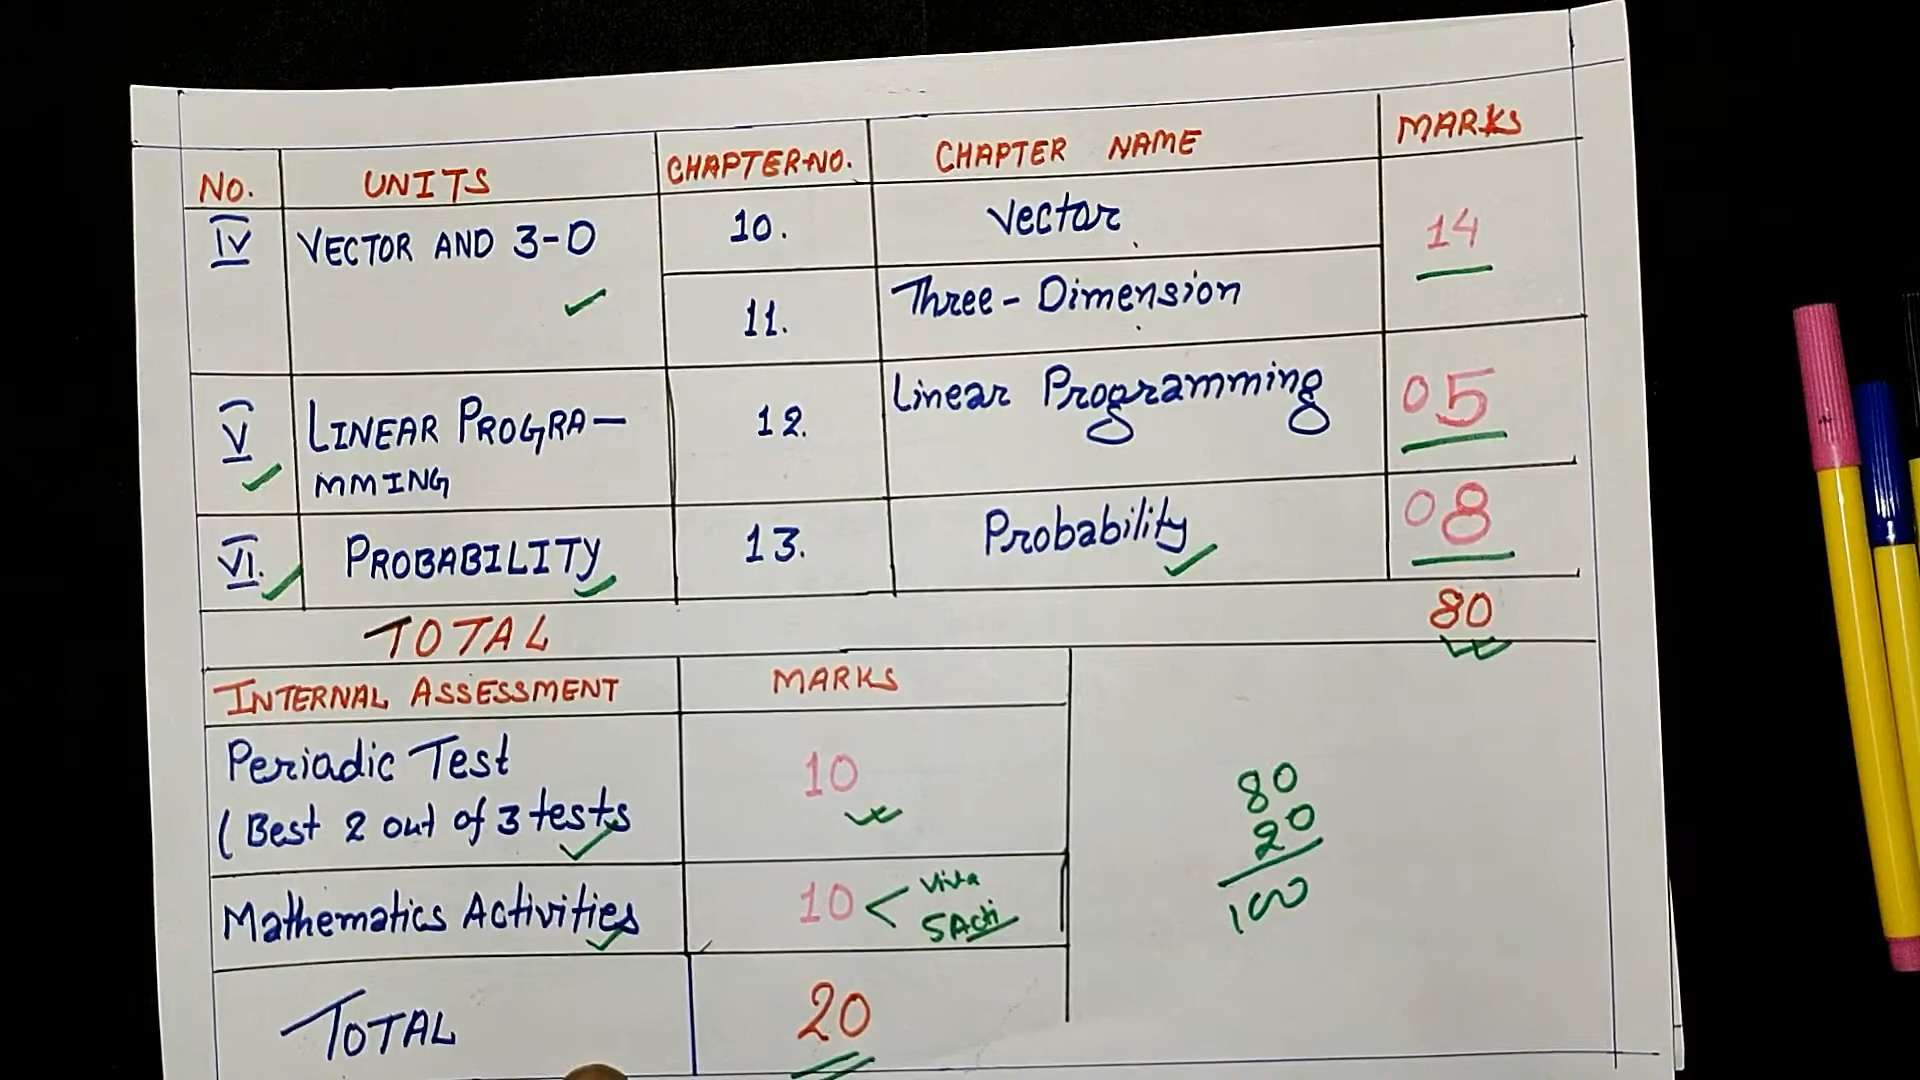 NO. UNITS CHAPTER-NO. CHAPTER NAME MARKS
IV VECTOR AND 3-D 10. Vector 14
11. Three-Dimension
V LINEAR PROGRA- 12. Linear Programming 05
MMING
VI. PROBABILITY 13. Probability 08
TOTAL 80
INTERNAL ASSESSMENT MARKS
Periadic Test 10
(Best 2 out of 3 tests
Mathematics Activities 10 < Viva
5 Acti
TOTAL 20
80
20
100